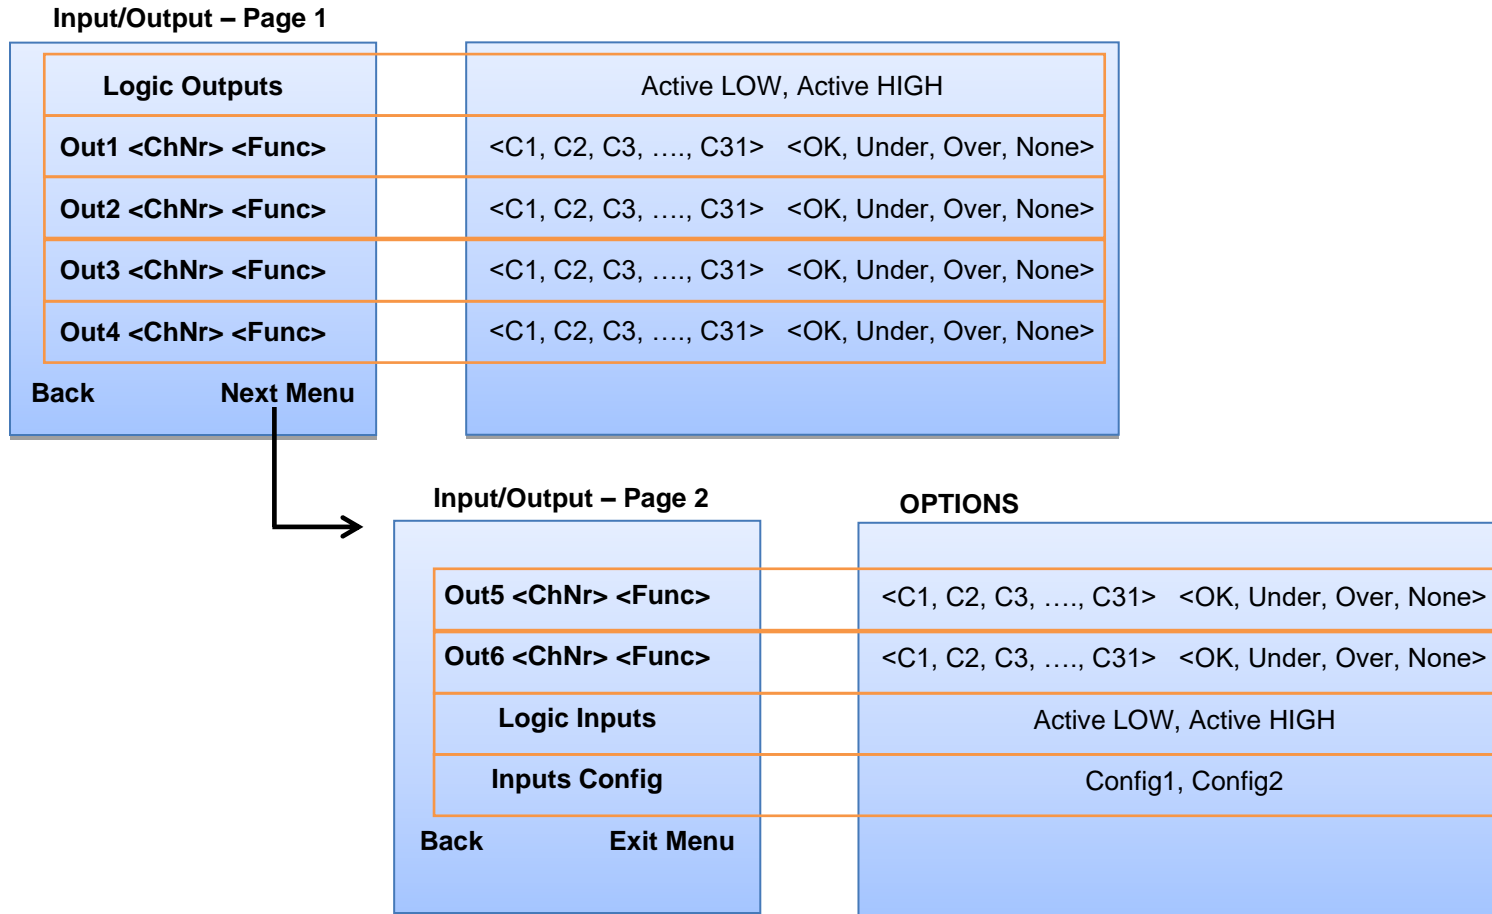 Input/Output – Page 1
Logic Outputs Active LOW, Active HIGH
Out1 <ChNr> <Func> <C1, C2, C3, …., C31> <OK, Under, Over, None>
Out2 <ChNr> <Func> <C1, C2, C3, …., C31> <OK, Under, Over, None>
Out3 <ChNr> <Func> <C1, C2, C3, …., C31> <OK, Under, Over, None>
Out4 <ChNr> <Func> <C1, C2, C3, …., C31> <OK, Under, Over, None>
Back Next Menu
Input/Output – Page 2 OPTIONS
Out5 <ChNr> <Func> <C1, C2, C3, …., C31> <OK, Under, Over, None>
Out6 <ChNr> <Func> <C1, C2, C3, …., C31> <OK, Under, Over, None>
Logic Inputs Active LOW, Active HIGH
Inputs Config Config1, Config2
Back Exit Menu